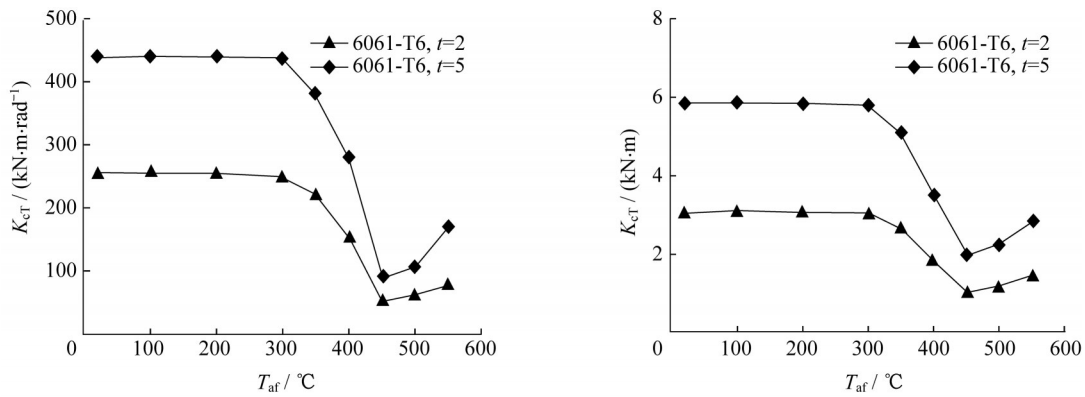 500
400
300
200
100
0
100
200
300
400
500
600
K_cT / (kN·m·rad⁻¹)
T_af / ℃
6061-T6, t=2
6061-T6, t=5
8
6
4
2
0
100
200
300
400
500
600
K_cT / (kN·m)
T_af / ℃
6061-T6, t=2
6061-T6, t=5